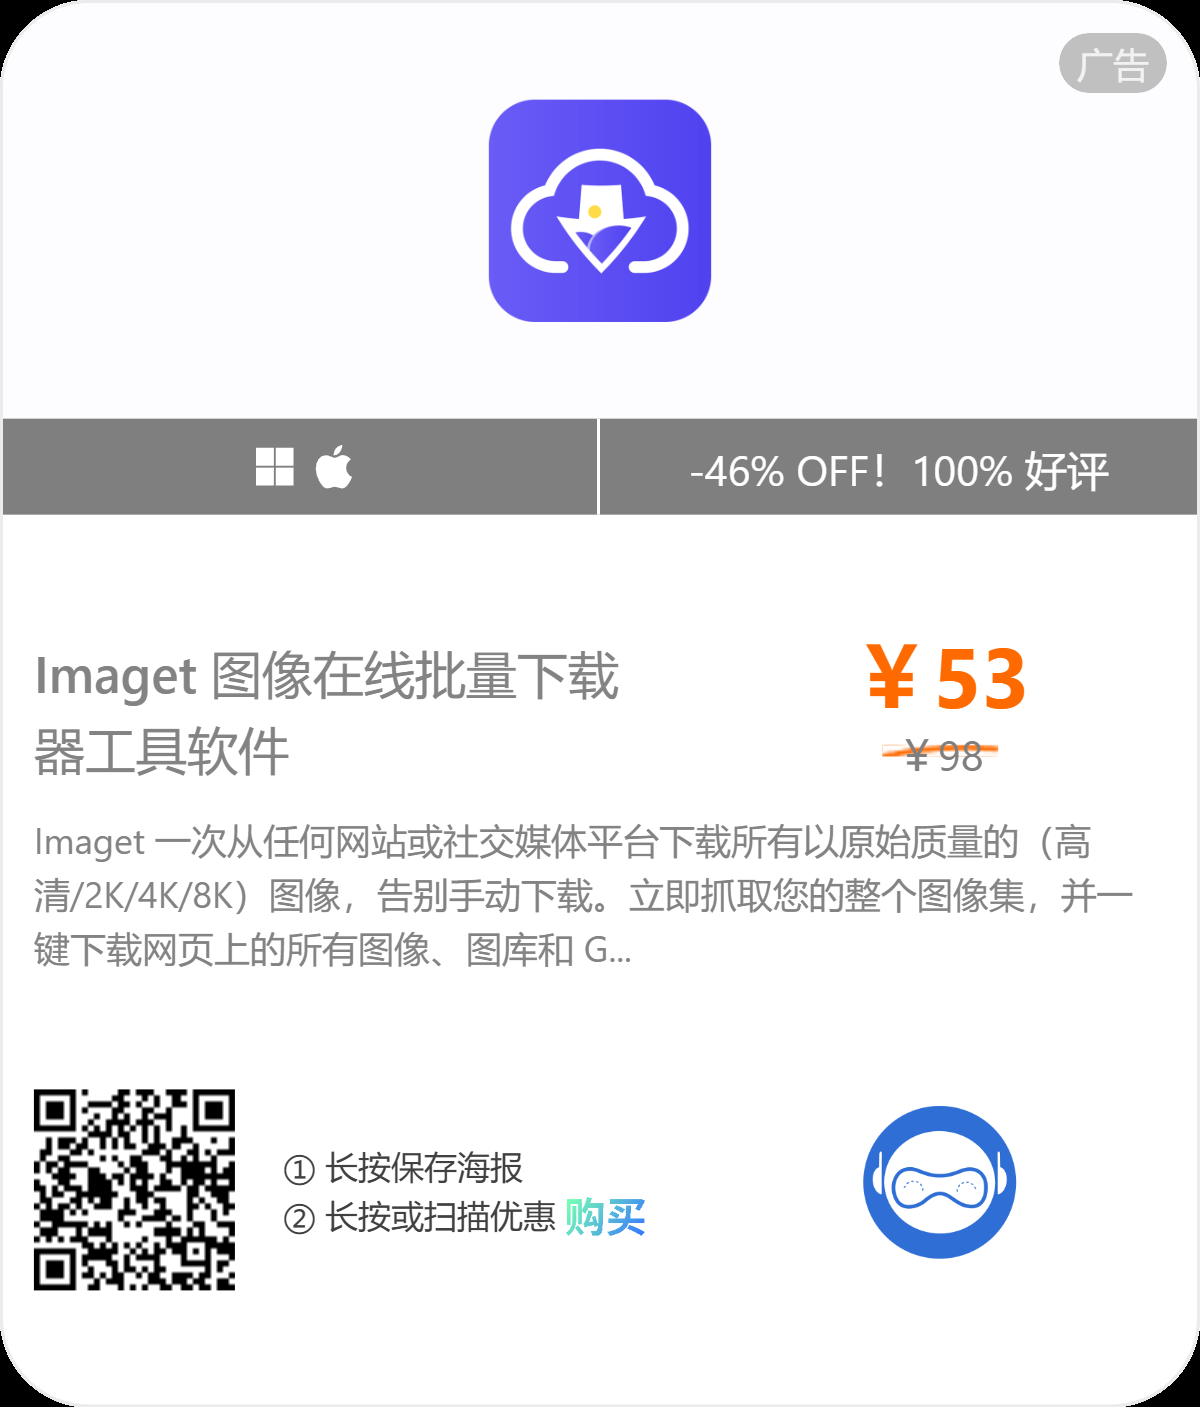 广告
-46% OFF！100% 好评
Imaget 图像在线批量下载
器工具软件
￥53
￥98
Imaget 一次从任何网站或社交媒体平台下载所有以原始质量的（高
清/2K/4K/8K）图像，告别手动下载。立即抓取您的整个图像集，并一
键下载网页上的所有图像、图库和 G...
① 长按保存海报
② 长按或扫描优惠 购买